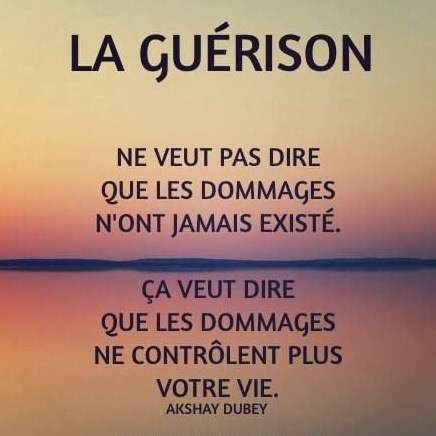 LA GUÉRISON
NE VEUT PAS DIRE
QUE LES DOMMAGES
N'ONT JAMAIS EXISTÉ.
ÇA VEUT DIRE
QUE LES DOMMAGES
NE CONTRÔLENT PLUS
VOTRE VIE.
AKSHAY DUBEY